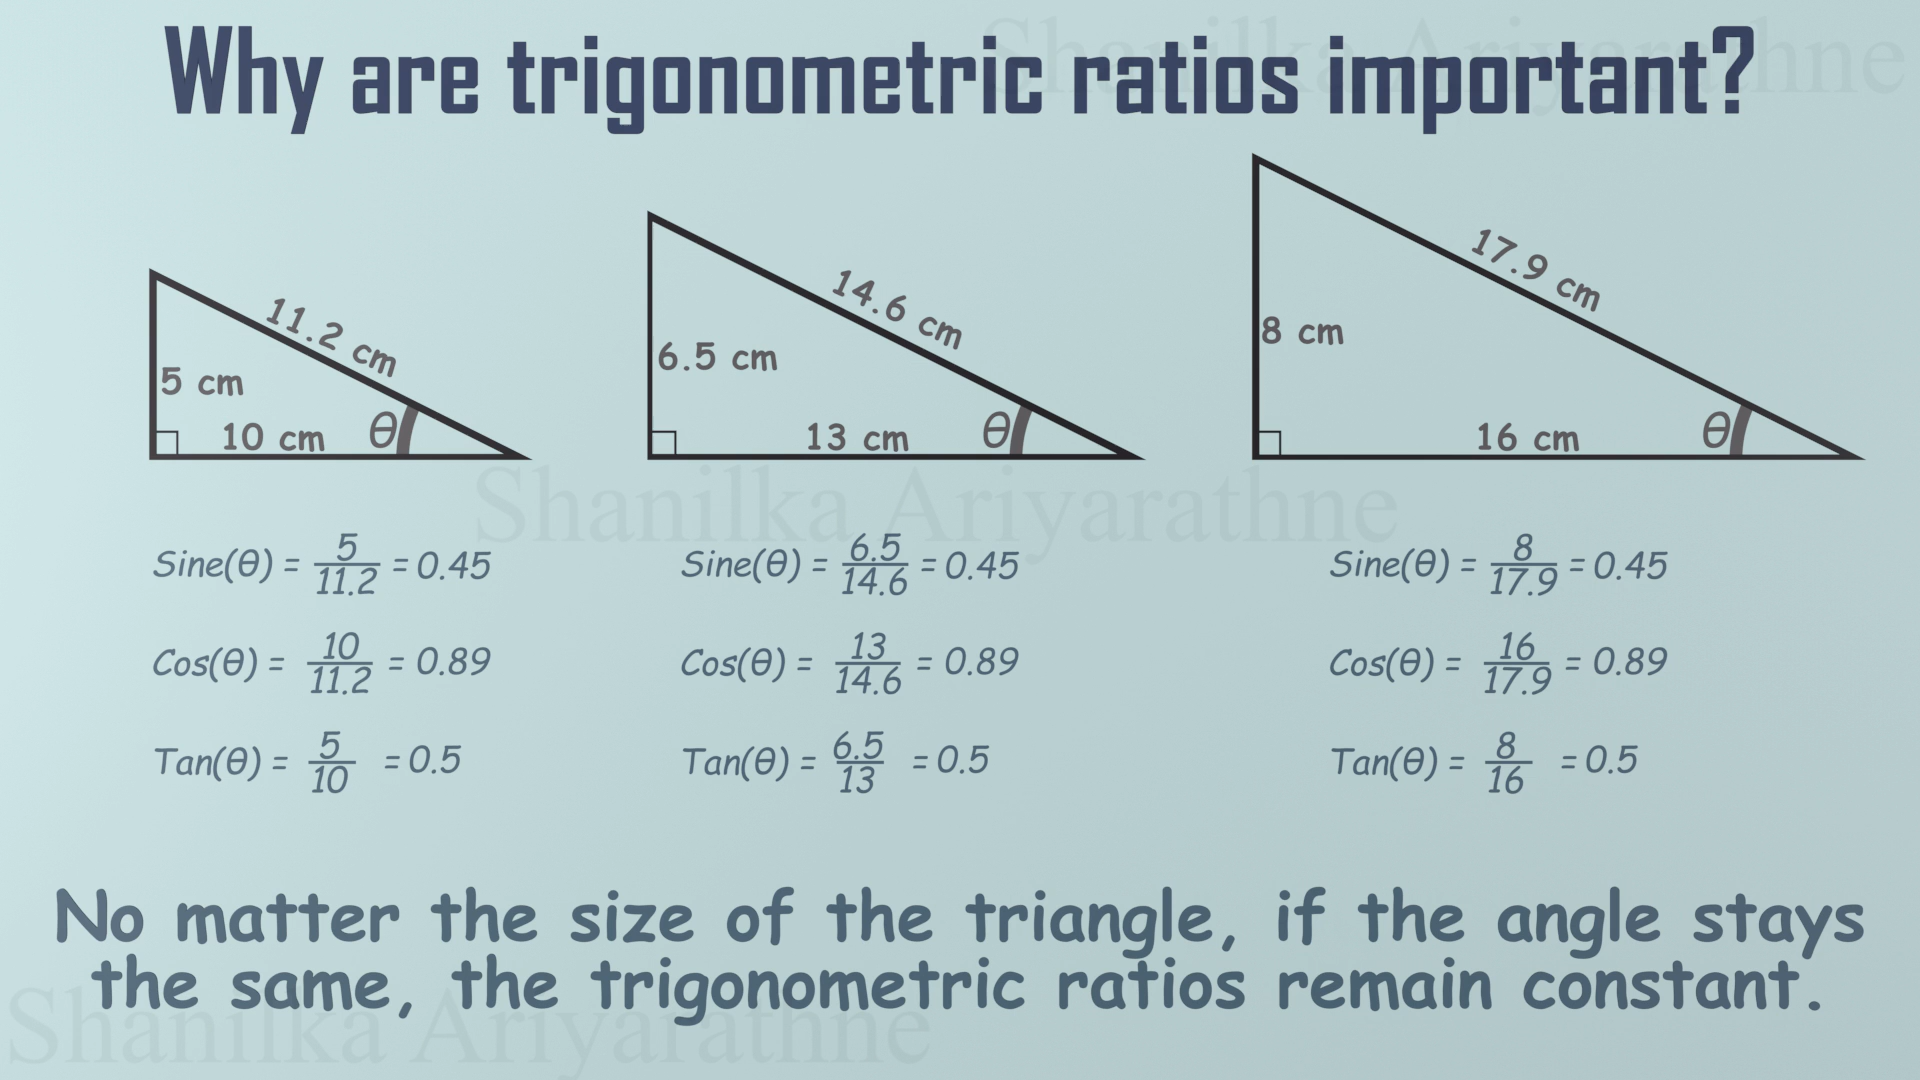 Why are trigonometric ratios important?
Shanilka Ariyarathne
11.2 cm
5 cm
10 cm
θ
14.6 cm
6.5 cm
13 cm
θ
17.9 cm
8 cm
16 cm
θ
Shanilka Ariyarathne
Sine(θ) = 5/11.2 = 0.45
Cos(θ) = 10/11.2 = 0.89
Tan(θ) = 5/10 = 0.5
Sine(θ) = 6.5/14.6 = 0.45
Cos(θ) = 13/14.6 = 0.89
Tan(θ) = 6.5/13 = 0.5
Sine(θ) = 8/17.9 = 0.45
Cos(θ) = 16/17.9 = 0.89
Tan(θ) = 8/16 = 0.5
No matter the size of the triangle, if the angle stays
the same, the trigonometric ratios remain constant.
Shanilka Ariyarathne